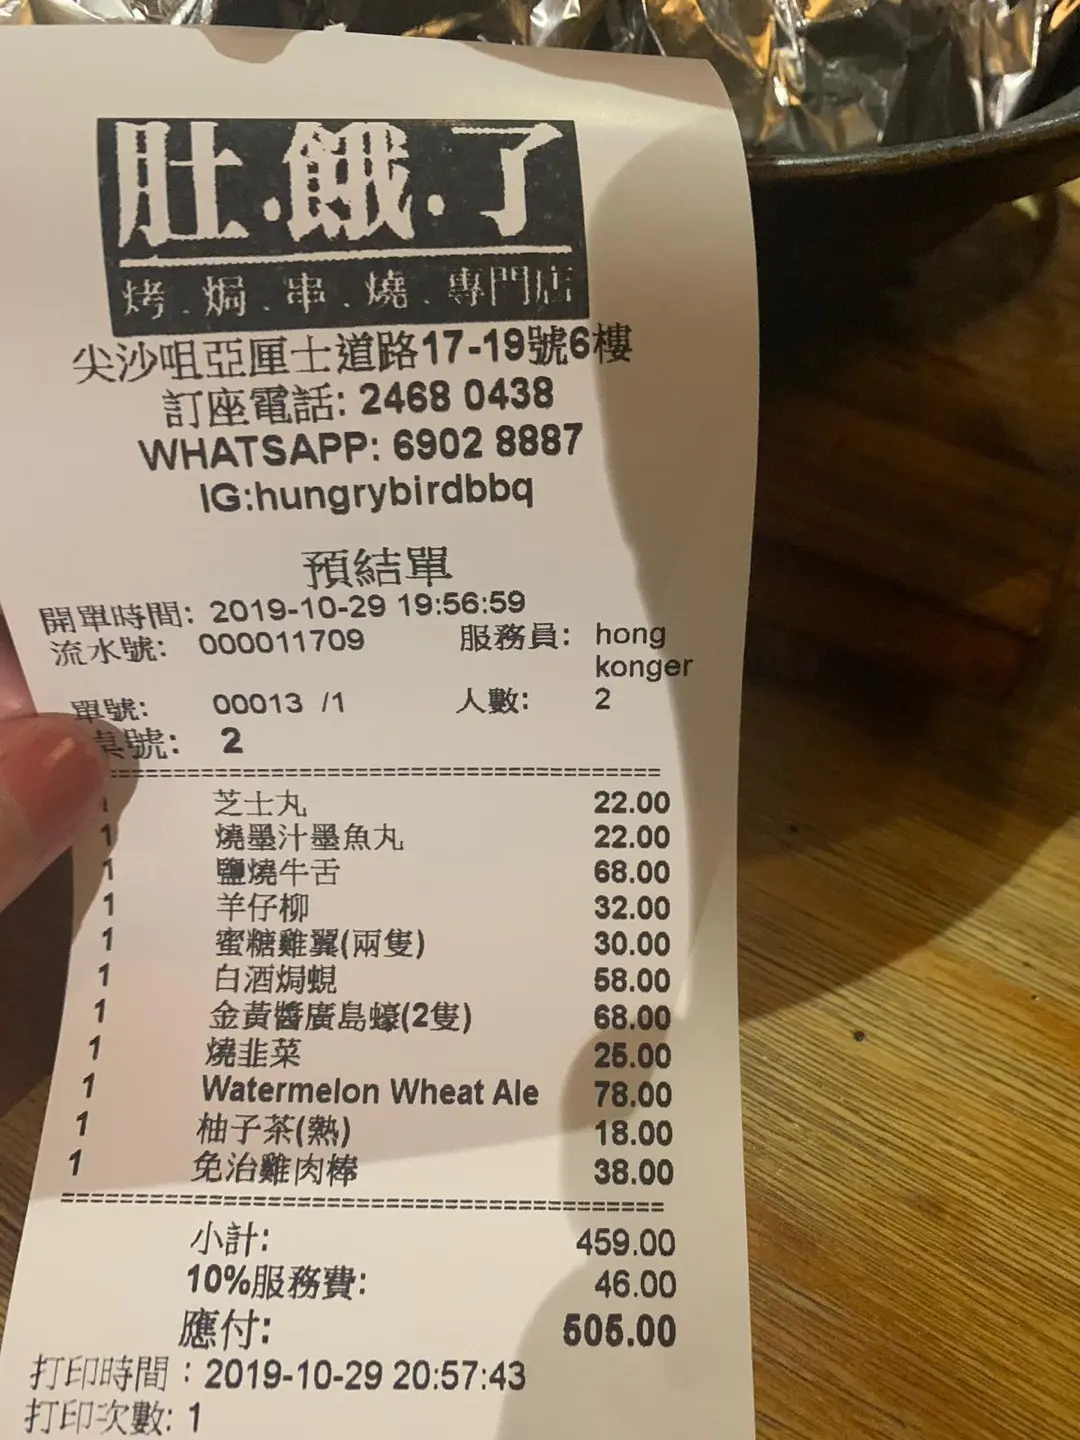 肚.餓.了
烤.焗.串.燒.專門店
尖沙咀亞厘士道路17-19號6樓
訂座電話: 2468 0438
WHATSAPP: 6902 8887
IG:hungrybirdbbq
預結單
開單時間: 2019-10-29 19:56:59
流水號: 000011709 服務員: hong konger
單號: 00013 /1 人數: 2
桌號: 2
1 芝士丸 22.00
1 燒墨汁墨魚丸 22.00
1 鹽燒牛舌 68.00
1 羊仔柳 32.00
1 蜜糖雞翼(兩隻) 30.00
1 白酒焗蜆 58.00
1 金黃醬廣島蠔(2隻) 68.00
1 燒韭菜 25.00
1 Watermelon Wheat Ale 78.00
1 柚子茶(熱) 18.00
1 免治雞肉棒 38.00
小計: 459.00
10%服務費: 46.00
應付: 505.00
打印時間：2019-10-29 20:57:43
打印次數: 1